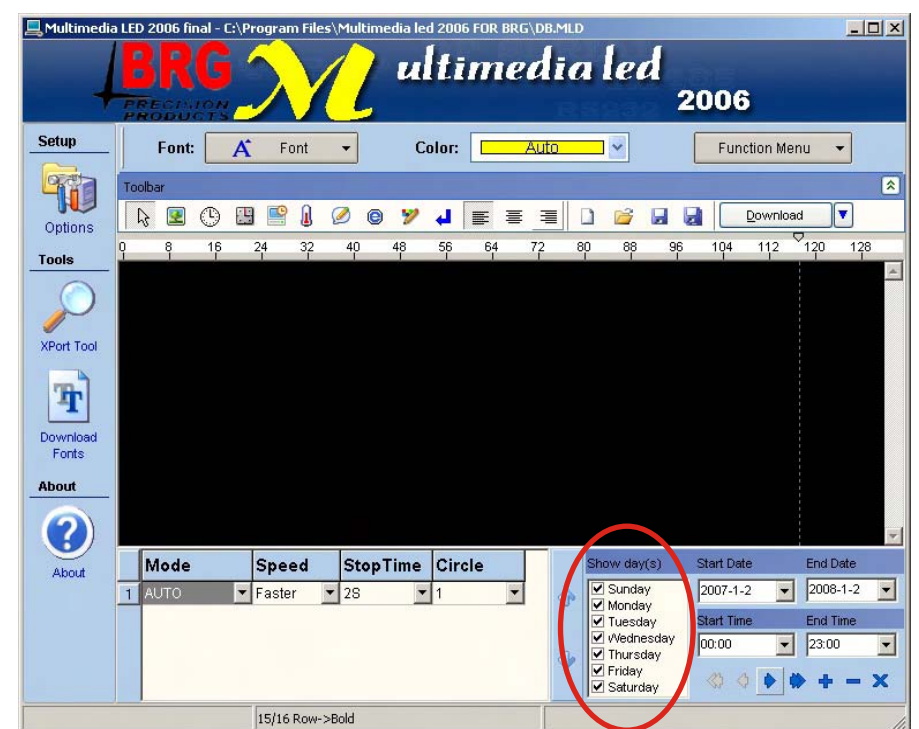 Multimedia LED 2006 final - C:\Program Files\Multimedia led 2006 FOR BRG\DB.MLD
BRG
PRECISION
PRODUCTS
Multimedia led
2006
Setup
Options
Tools
XPort Tool
Download
Fonts
About
About
Font: A Font Color: Auto Function Menu
Toolbar
Download
0 8 16 24 32 40 48 56 64 72 80 88 96 104 112 120 128
Mode Speed StopTime Circle
1 AUTO Faster 2S 1
Show day(s)
Sunday
Monday
Tuesday
Wednesday
Thursday
Friday
Saturday
Start Date End Date
2007-1-2 2008-1-2
Start Time End Time
00:00 23:00
15/16 Row->Bold